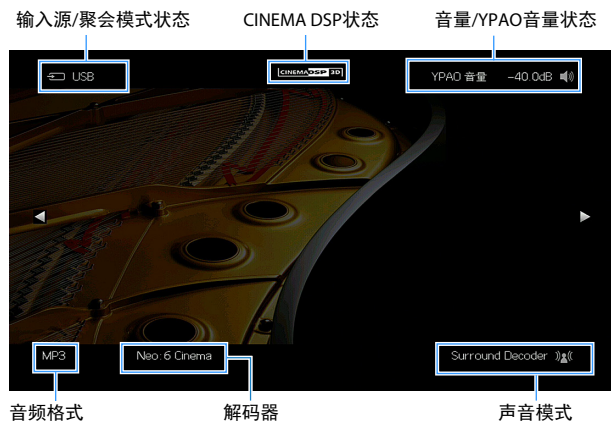 输入源/聚会模式状态 CINEMA DSP状态 音量/YPAO音量状态
USB CINEMA DSP 3D YPAO 音量 -40.0dB
MP3 Neo:6 Cinema Surround Decoder
音频格式 解码器 声音模式